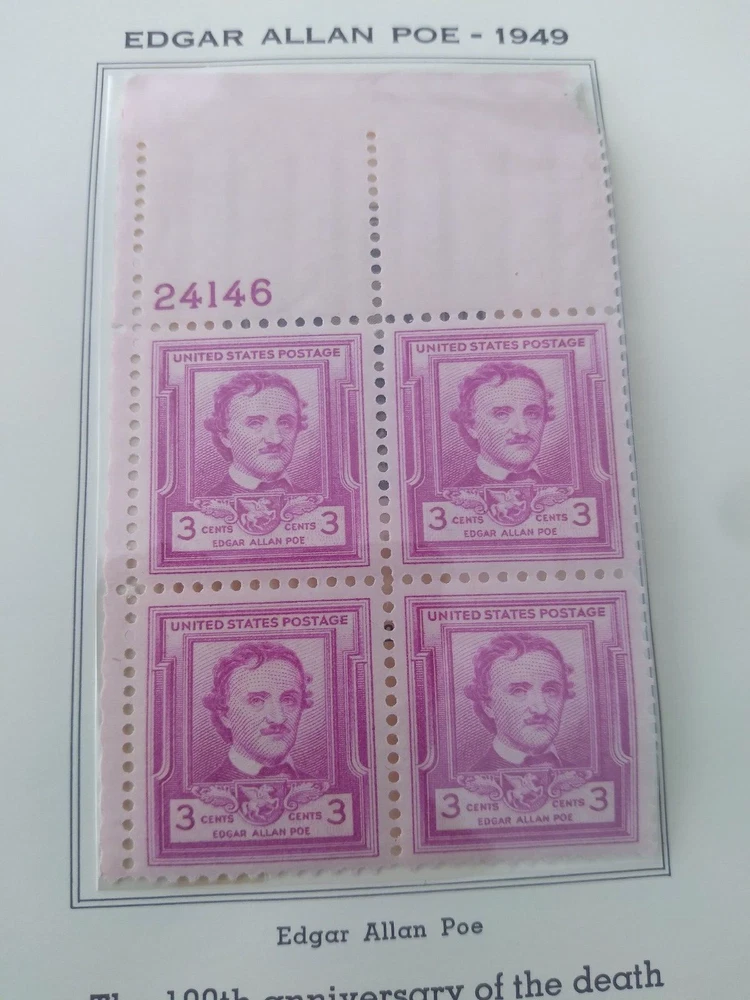 EDGAR ALLAN POE - 1949
24146
UNITED STATES POSTAGE
3 CENTS CENTS 3
EDGAR ALLAN POE
UNITED STATES POSTAGE
3 CENTS CENTS 3
EDGAR ALLAN POE
UNITED STATES POSTAGE
3 CENTS CENTS 3
EDGAR ALLAN POE
UNITED STATES POSTAGE
3 CENTS CENTS 3
EDGAR ALLAN POE
Edgar Allan Poe
The 100th anniversary of the death